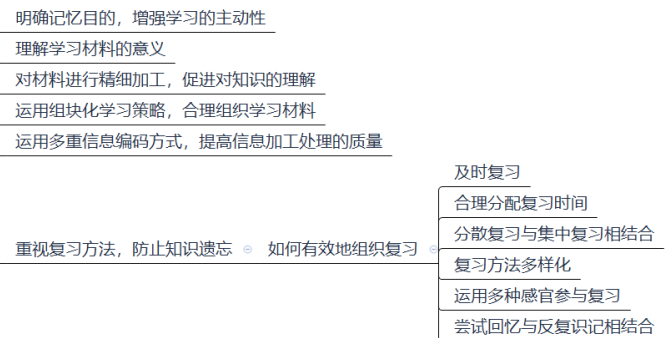 明确记忆目的，增强学习的主动性
理解学习材料的意义
对材料进行精细加工，促进对知识的理解
运用组块化学习策略，合理组织学习材料
运用多重信息编码方式，提高信息加工处理的质量
重视复习方法，防止知识遗忘
如何有效地组织复习
及时复习
合理分配复习时间
分散复习与集中复习相结合
复习方法多样化
运用多种感官参与复习
尝试回忆与反复识记相结合